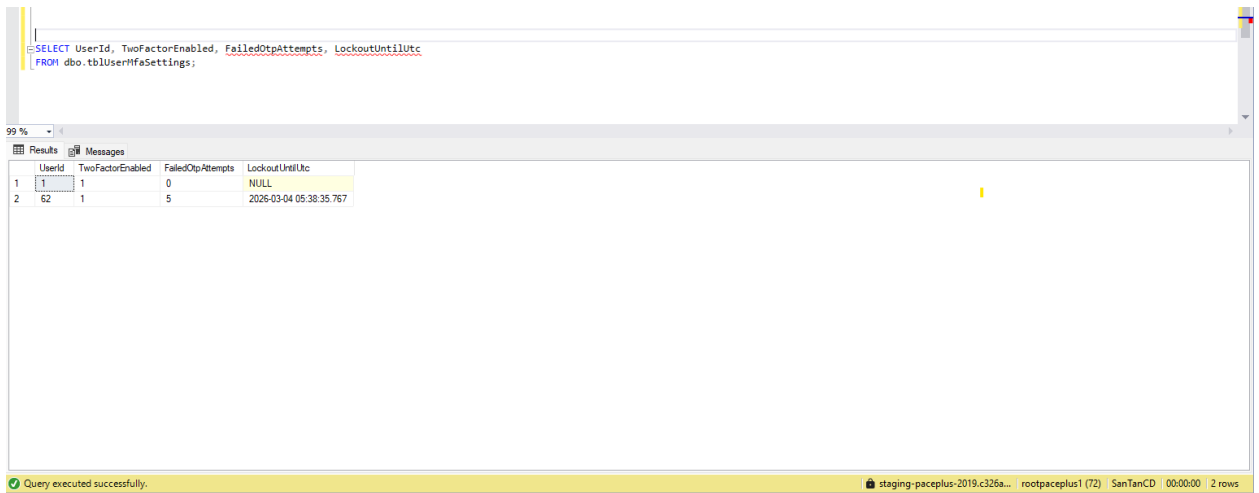 SELECT UserId, TwoFactorEnabled, FailedOtpAttempts, LockoutUntilUtc
FROM dbo.tblUserMfaSettings;
99 %
Results Messages
UserId TwoFactorEnabled FailedOtpAttempts LockoutUntilUtc
1 1 1 0 NULL
2 62 1 5 2026-03-04 05:38:35.767
Query executed successfully. staging-paceplus-2019.c326a... rootpaceplus1 (72) SanTanCD 00:00:00 2 rows